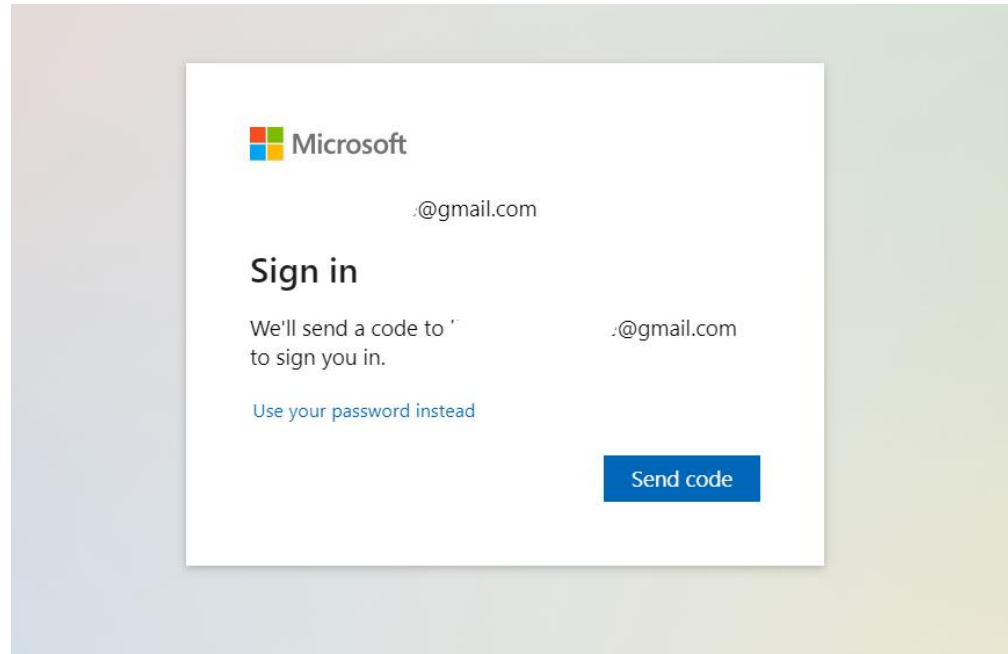 Microsoft
@gmail.com
Sign in
We'll send a code to @gmail.com
to sign you in.
Use your password instead
Send code